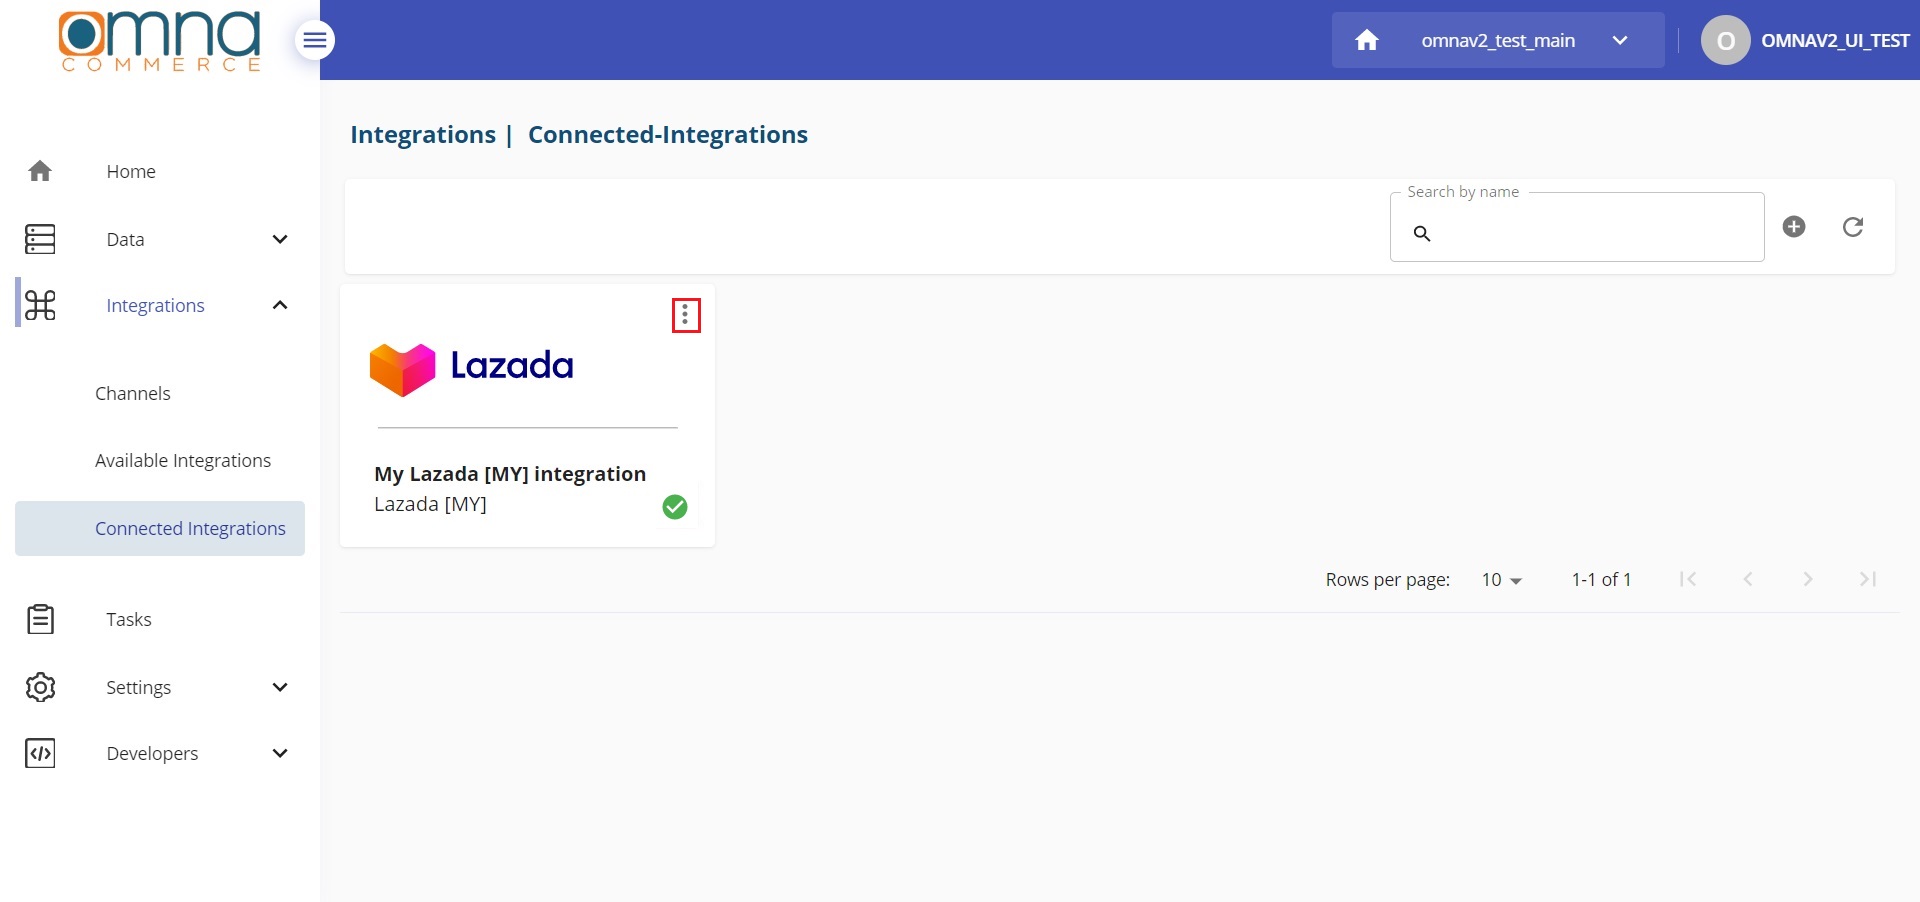 omna
COMMERCE
omnav2_test_main
O
OMNAV2_UI_TEST
Integrations | Connected-Integrations
Home
Data
Integrations
Channels
Available Integrations
Connected Integrations
Tasks
Settings
Developers
Search by name
Lazada
My Lazada [MY] integration
Lazada [MY]
Rows per page: 10 1-1 of 1